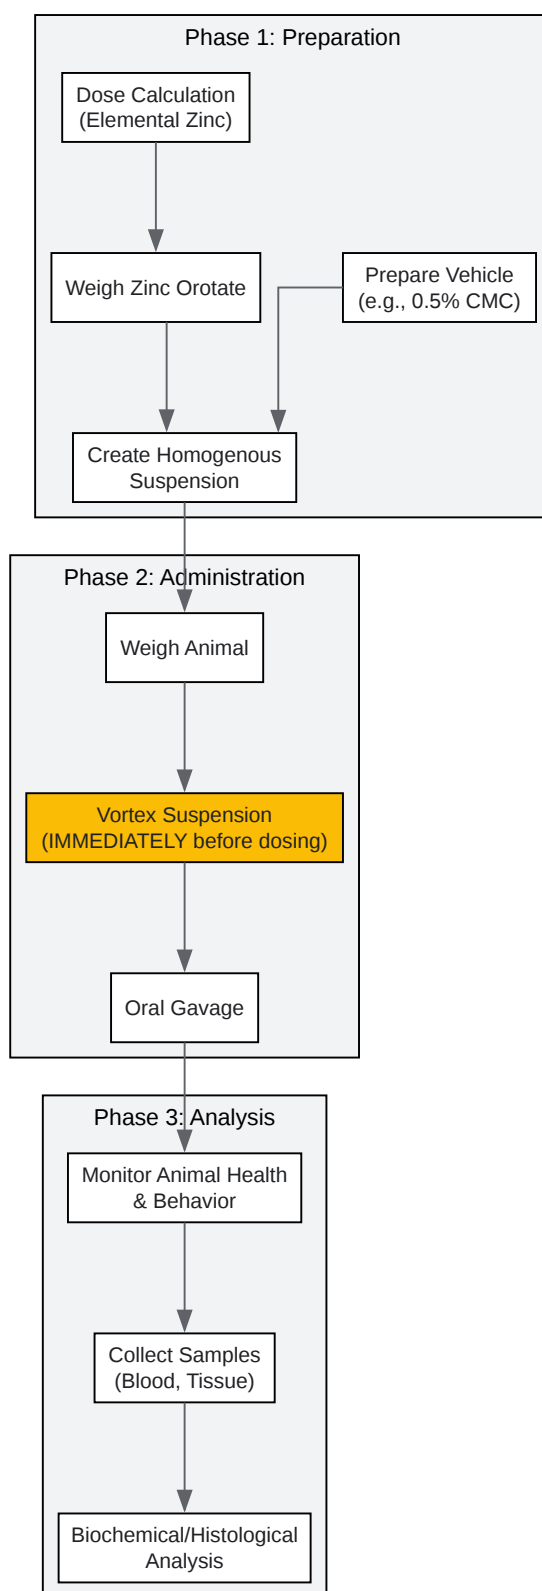 Phase 1: Preparation
Dose Calculation
(Elemental Zinc)
Weigh Zinc Orotate
Prepare Vehicle
(e.g., 0.5% CMC)
Create Homogenous
Suspension
Phase 2: Administration
Weigh Animal
Vortex Suspension
(IMMEDIATELY before dosing)
Oral Gavage
Phase 3: Analysis
Monitor Animal Health
& Behavior
Collect Samples
(Blood, Tissue)
Biochemical/Histological
Analysis